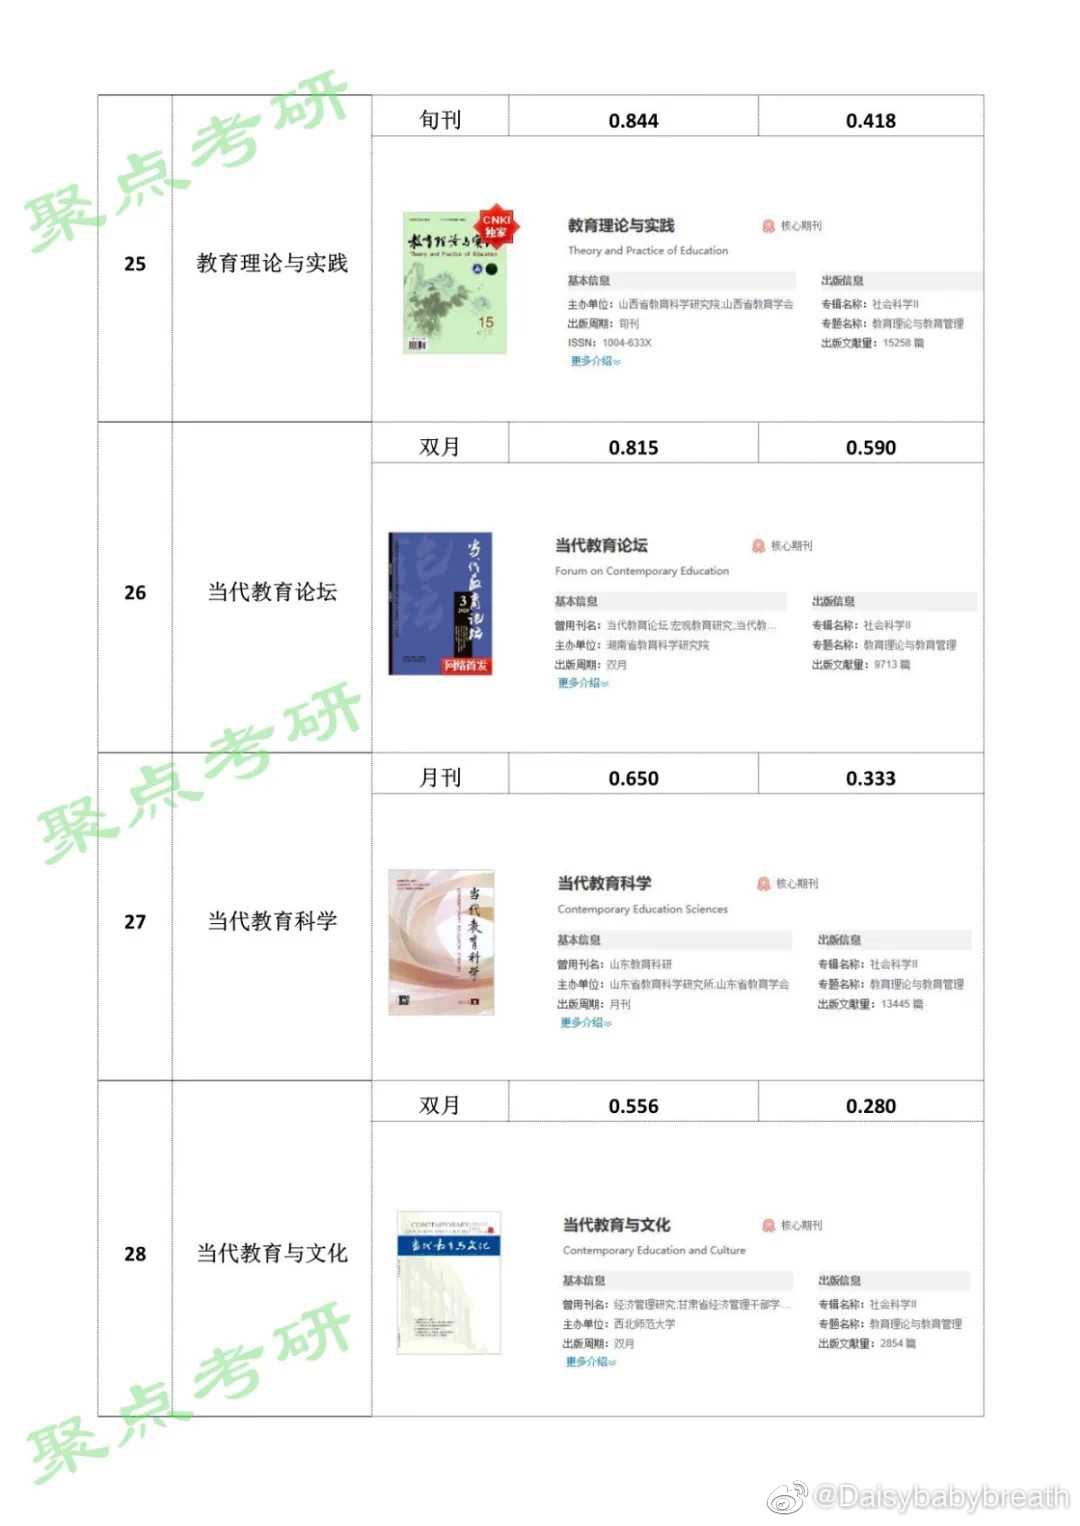 旬刊 0.844 0.418
25 教育理论与实践
CNKI
独家
教育理论与实践
Theory and Practice of Education
15
教育理论与实践 核心期刊
Theory and Practice of Education
基本信息 出版信息
主办单位：山西省教育科学研究院;山西省教育学会 专辑名称：社会科学II
出版周期：旬刊 专题名称：教育理论与教育管理
ISSN：1004-633X 出版文献量：15258 篇
更多介绍
双月 0.815 0.590
26 当代教育论坛
论坛
当代教育论坛
3
网络首发
当代教育论坛 核心期刊
Forum on Contemporary Education
基本信息 出版信息
曾用刊名：当代教育论坛.宏观教育研究;当代教... 专辑名称：社会科学II
主办单位：湖南省教育科学研究院 专题名称：教育理论与教育管理
出版周期：双月 出版文献量：9713 篇
更多介绍
月刊 0.650 0.333
27 当代教育科学
当代教育科学
当代教育科学 核心期刊
Contemporary Education Sciences
基本信息 出版信息
曾用刊名：山东教育科研 专辑名称：社会科学II
主办单位：山东省教育科学研究所;山东省教育学会 专题名称：教育理论与教育管理
出版周期：月刊 出版文献量：13445 篇
更多介绍
双月 0.556 0.280
28 当代教育与文化
CONTEMPORARY
当代教育与文化
当代教育与文化 核心期刊
Contemporary Education and Culture
基本信息 出版信息
曾用刊名：经济管理研究;甘肃省经济管理干部学... 专辑名称：社会科学II
主办单位：西北师范大学 专题名称：教育理论与教育管理
出版周期：双月 出版文献量：2854 篇
更多介绍
聚点考研
聚点考研
聚点考研
@Daisybabybreath